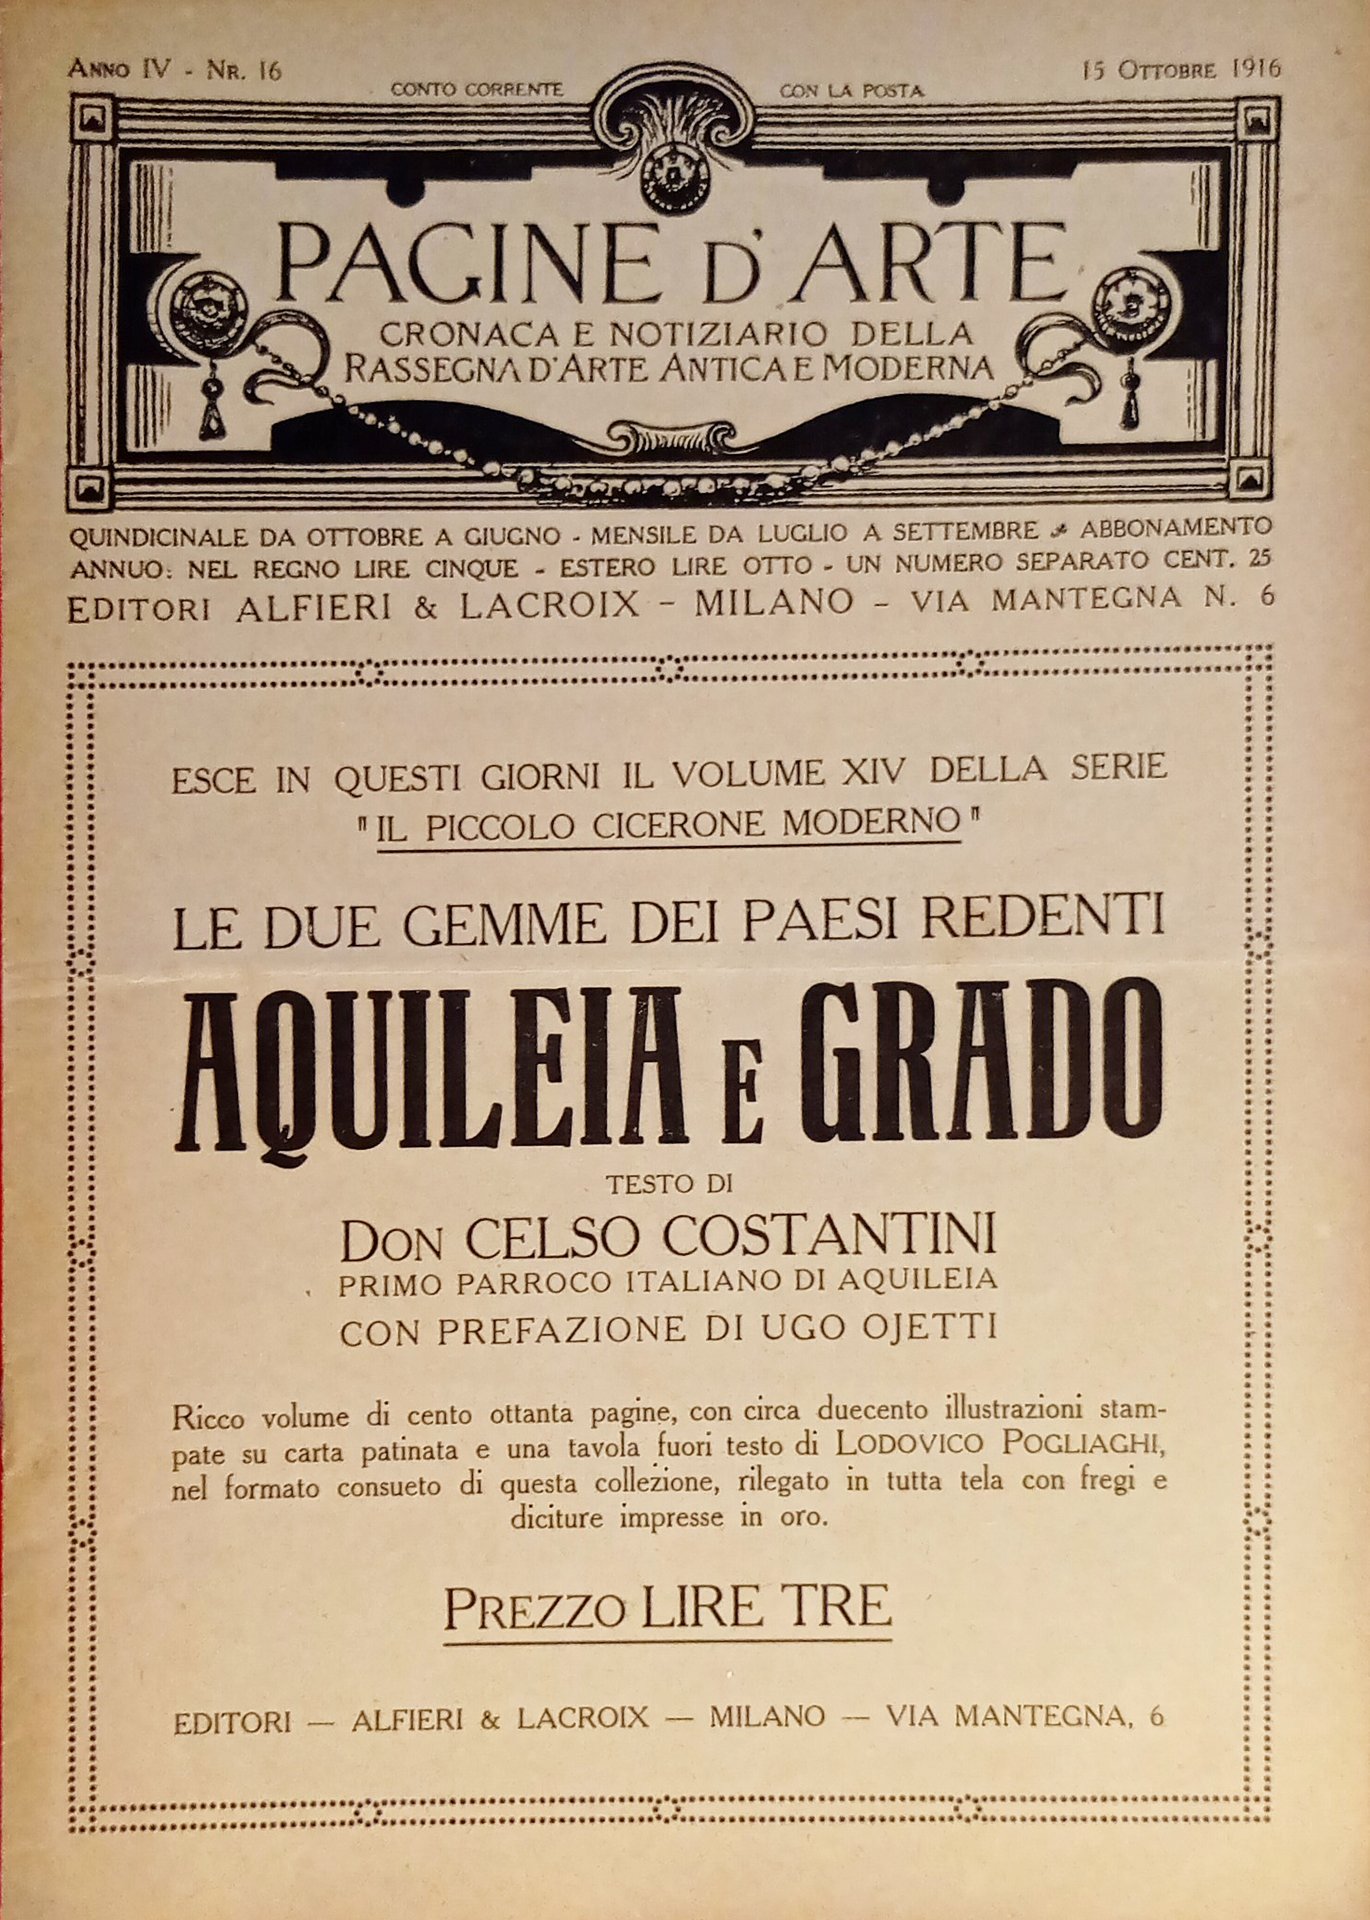 Anno IV - Nr. 16
15 Ottobre 1916
CONTO CORRENTE
CON LA POSTA
PAGINE D'ARTE
CRONACA E NOTIZIARIO DELLA
RASSEGNA D'ARTE ANTICA E MODERNA
QUINDICINALE DA OTTOBRE A GIUGNO - MENSILE DA LUGLIO A SETTEMBRE ABBONAMENTO
ANNUO: NEL REGNO LIRE CINQUE - ESTERO LIRE OTTO - UN NUMERO SEPARATO CENT. 25
EDITORI ALFIERI & LACROIX - MILANO - VIA MANTEGNA N. 6
ESCE IN QUESTI GIORNI IL VOLUME XIV DELLA SERIE
"IL PICCOLO CICERONE MODERNO"
LE DUE GEMME DEI PAESI REDENTI
AQUILEIA E GRADO
TESTO DI
Don CELSO COSTANTINI
PRIMO PARROCO ITALIANO DI AQUILEIA
CON PREFAZIONE DI UGO OJETTI
Ricco volume di cento ottanta pagine, con circa duecento illustrazioni stam-
pate su carta patinata e una tavola fuori testo di LODOVICO POGLIAGHI,
nel formato consueto di questa collezione, rilegato in tutta tela con fregi e
diciture impresse in oro.
Prezzo LIRE TRE
EDITORI — ALFIERI & LACROIX — MILANO — VIA MANTEGNA, 6